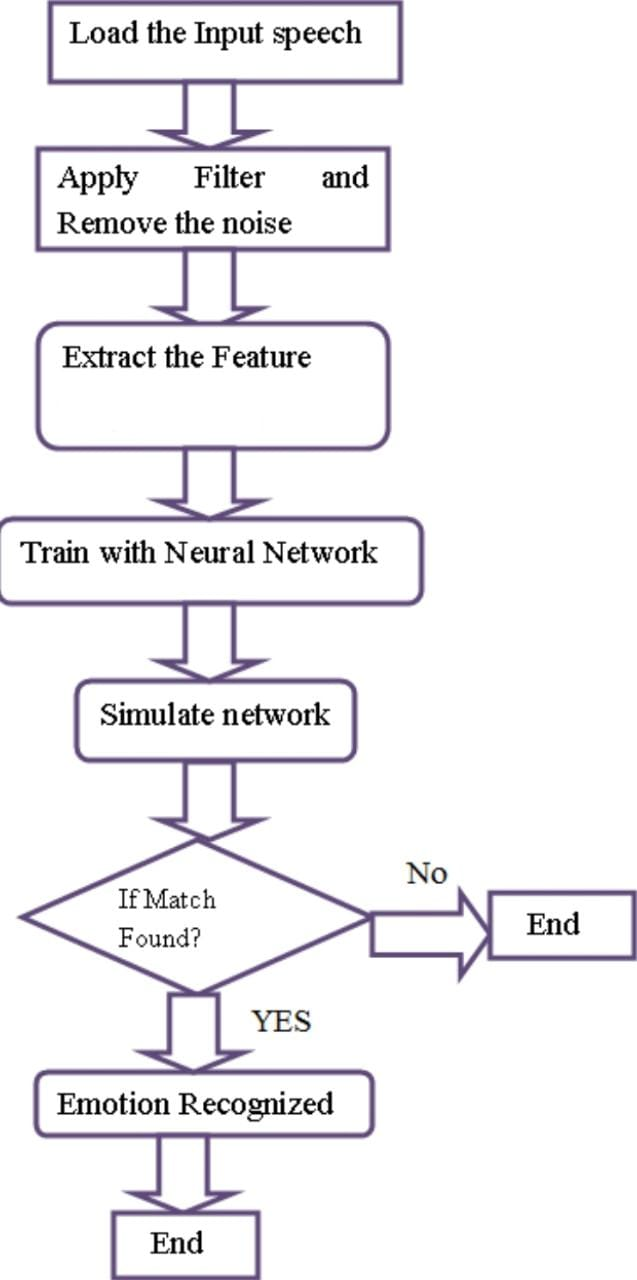 Load the Input speech
Apply Filter and
Remove the noise
Extract the Feature
Train with Neural Network
Simulate network
If Match
Found?
No
End
YES
Emotion Recognized
End